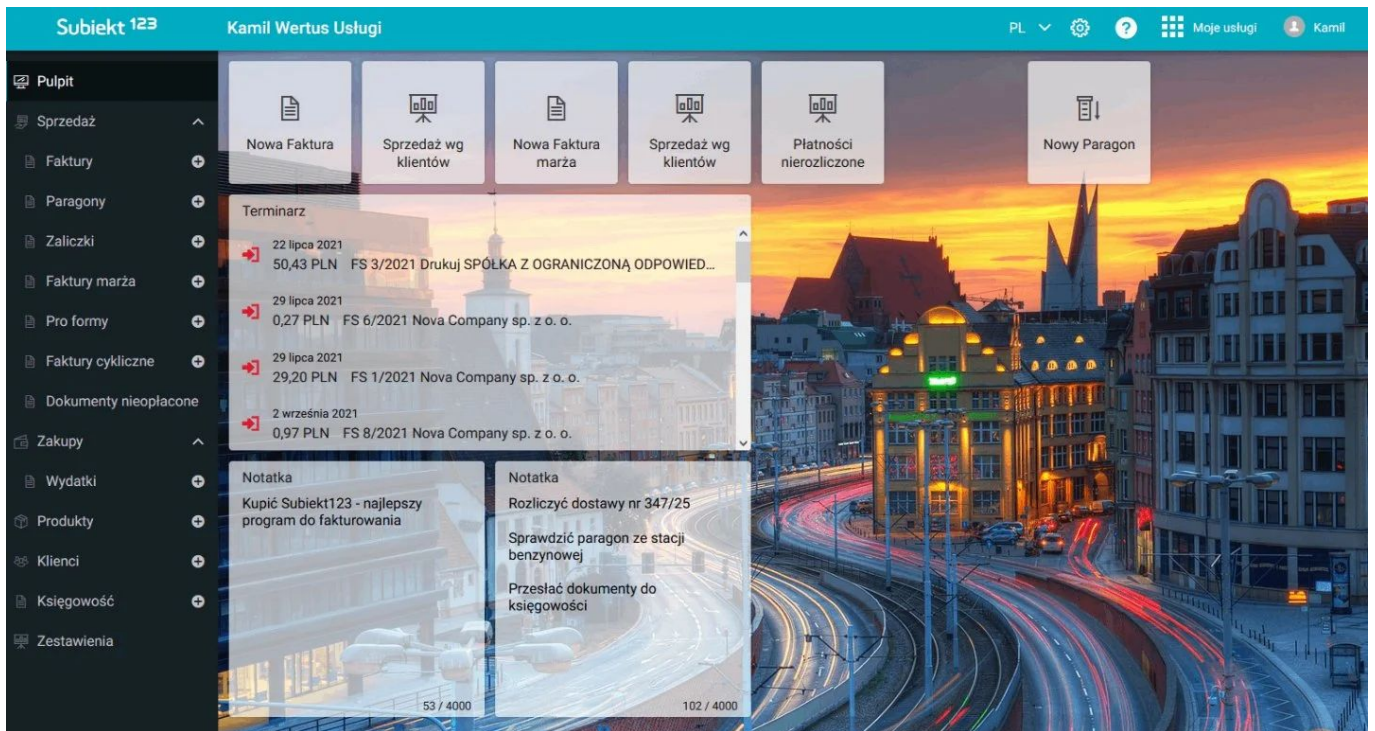 Subiekt 123
Kamil Wertus Usługi
PL
Moje usługi
Kamil
Pulpit
Sprzedaż
Faktury
Paragony
Zaliczki
Faktury marża
Pro formy
Faktury cykliczne
Dokumenty nieopłacone
Zakupy
Wydatki
Produkty
Klienci
Księgowość
Zestawienia
Nowa Faktura
Sprzedaż wg
klientów
Nowa Faktura
marża
Sprzedaż wg
klientów
Płatności
nierozliczone
Nowy Paragon
Terminarz
22 lipca 2021
50,43 PLN FS 3/2021 Drukuj SPÓŁKA Z OGRANICZONĄ ODPOWIED...
29 lipca 2021
0,27 PLN FS 6/2021 Nova Company sp. z o. o.
29 lipca 2021
29,20 PLN FS 1/2021 Nova Company sp. z o. o.
2 września 2021
0,97 PLN FS 8/2021 Nova Company sp. z o. o.
Notatka
Kupić Subiekt123 - najlepszy
program do fakturowania
53 / 4000
Notatka
Rozliczyć dostawy nr 347/25
Sprawdzić paragon ze stacji
benzynowej
Przesłać dokumenty do
księgowości
102 / 4000